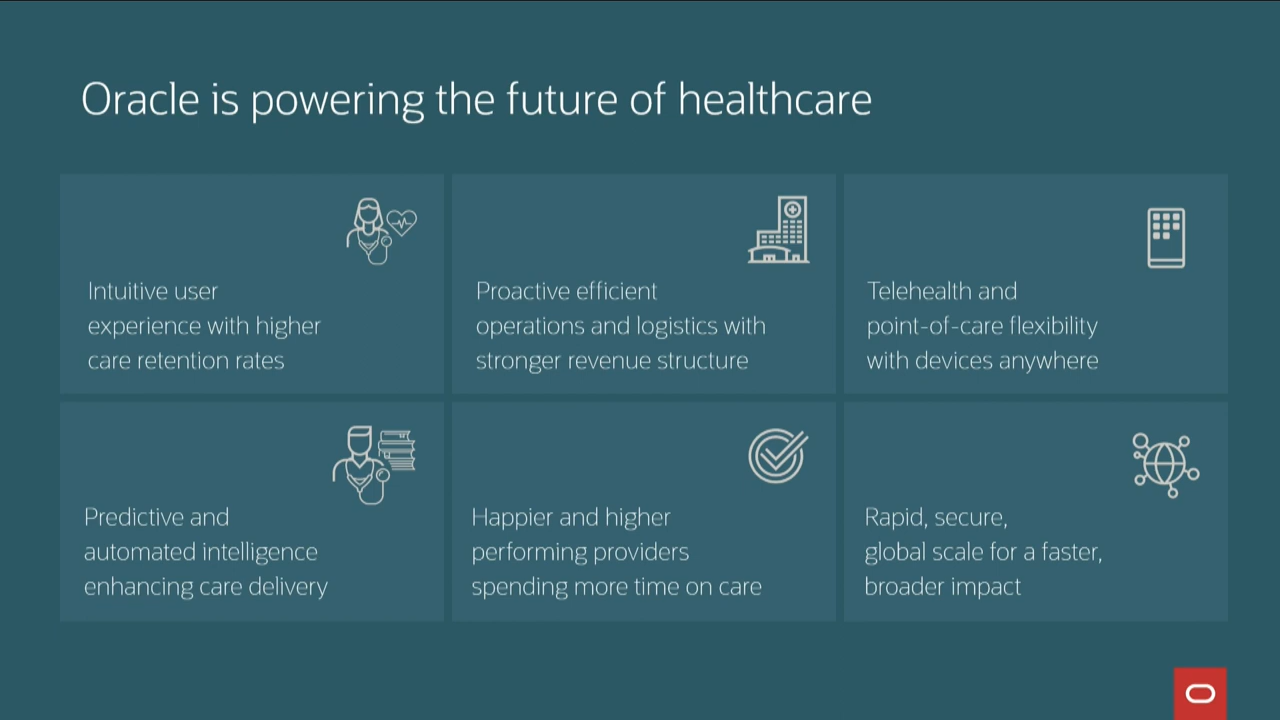 Oracle is powering the future of healthcare
Intuitive user
experience with higher
care retention rates
Proactive efficient
operations and logistics with
stronger revenue structure
Telehealth and
point-of-care flexibility
with devices anywhere
Predictive and
automated intelligence
enhancing care delivery
Happier and higher
performing providers
spending more time on care
Rapid, secure,
global scale for a faster,
broader impact